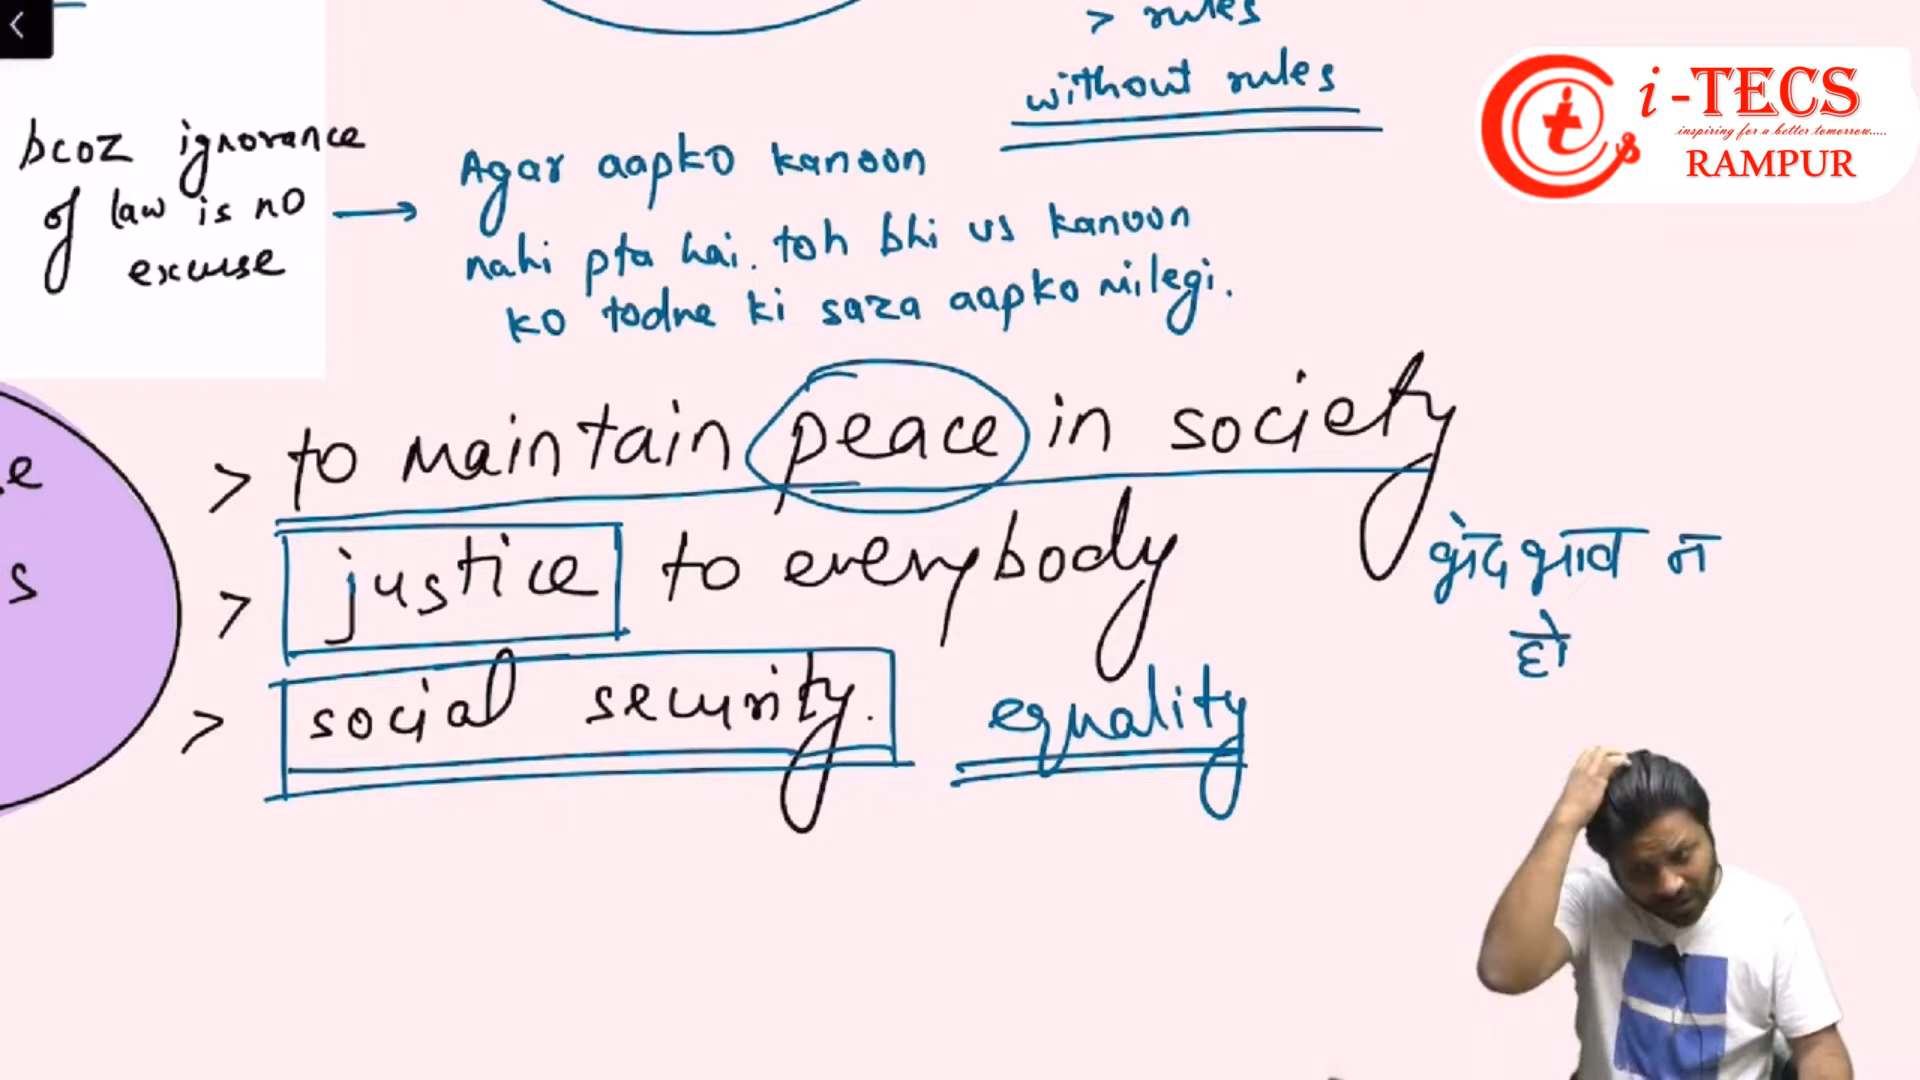 > rules
without rules
i-TECS
inspiring for a better tomorrow.....
RAMPUR
bcoz ignorance
of law is no
excuse
Agar aapko kanoon
nahi pta hai. toh bhi us kanoon
ko todne ki saza aapko milegi.
> to maintain peace in society
> justice to everybody
> social security.
equality
भेदभाव न
हो
e
s